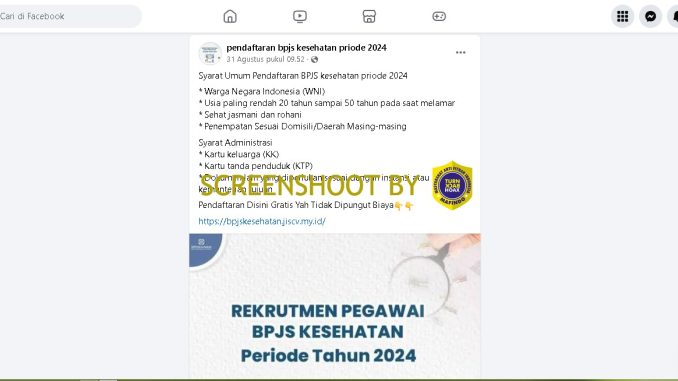 Cari di Facebook
pendaftaran bpjs kesehatan priode 2024
31 Agustus pukul 09.52 ·
Syarat Umum Pendaftaran BPJS kesehatan priode 2024
* Warga Negara Indonesia (WNI)
* Usia paling rendah 20 tahun sampai 50 tahun pada saat melamar
* Sehat jasmani dan rohani
* Penempatan Sesuai Domisili/Daerah Masing-masing
Syarat Administrasi
* Kartu keluarga (KK)
* Kartu tanda penduduk (KTP)
* Dokumen lain yang diperlukan sesuai dengan instansi atau
kementerian tujuan
SCREENSHOOT BY
TURN
BACK
HOAX
MAFINDO
Pendaftaran Disini Gratis Yah Tidak Dipungut Biaya👇👇
https://bpjskesehatan.jiscv.my.id/
REKRUTMEN PEGAWAI
BPJS KESEHATAN
Periode Tahun 2024